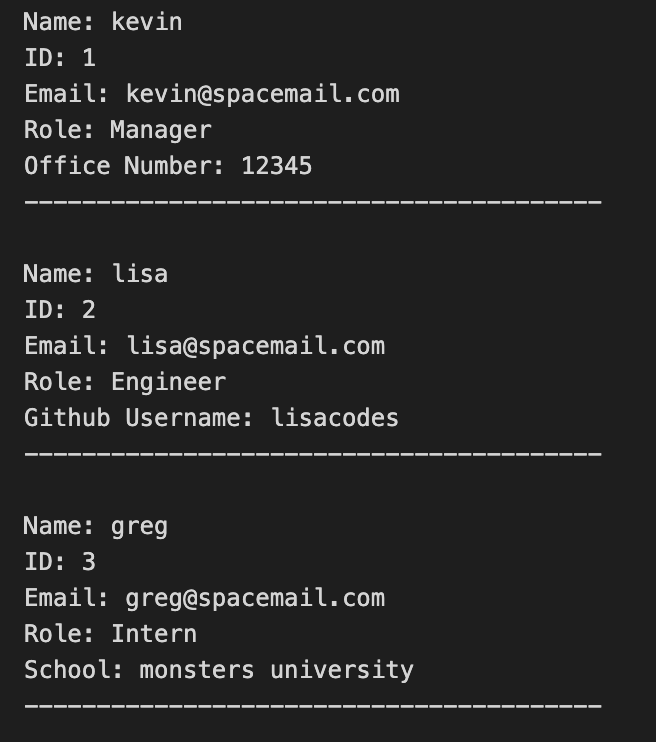 Name: kevin
ID: 1
Email: kevin@spacemail.com
Role: Manager
Office Number: 12345
----------------------------------------
Name: lisa
ID: 2
Email: lisa@spacemail.com
Role: Engineer
Github Username: lisacodes
----------------------------------------
Name: greg
ID: 3
Email: greg@spacemail.com
Role: Intern
School: monsters university
----------------------------------------